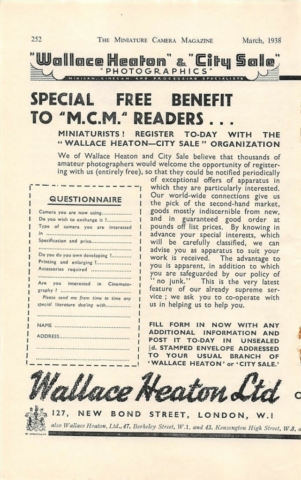 252 THE MINIATURE CAMERA MAGAZINE March, 1938
"Wallace Heaton" & "City Sale"
"PHOTOGRAPHICS"
MINIATURE, CINE AND PROCESSING SPECIALISTS
SPECIAL FREE BENEFIT
TO "M.C.M." READERS . . .
MINIATURISTS! REGISTER TO-DAY WITH THE
"WALLACE HEATON—CITY SALE" ORGANIZATION
We of Wallace Heaton and City Sale believe that thousands of
amateur photographers would welcome the opportunity of register-
ing with us (entirely free), so that they could be notified periodically
of exceptional offers of apparatus in
which they are particularly interested.
Our world-wide connections give us
the pick of the second-hand market,
goods mostly indiscernible from new,
and in guaranteed good order at
pounds off list prices. By knowing in
advance your special interests, which
will be carefully classified, we can
advise you as apparatus to suit your
work is received. The advantage to
you is apparent, in addition to which
you are safeguarded by our policy of
"no junk." This is the very latest
feature of our already supreme ser-
vice; we ask you to co-operate with
us in helping us to help you.
QUESTIONNAIRE
Camera you are now using
Do you wish to exchange it?
Type of camera you are interested
in
Specification and price
Do you do your own developing?
Printing and enlarging?
Accessories required
Are you interested in Cinemato-
graphy?
Please send me from time to time any
special literature dealing with
NAME
ADDRESS
FILL FORM IN NOW WITH ANY
ADDITIONAL INFORMATION AND
POST IT TO-DAY IN UNSEALED
½d. STAMPED ENVELOPE ADDRESSED
TO YOUR USUAL BRANCH OF
'WALLACE HEATON' or 'CITY SALE.'
Wallace Heaton Ltd
127, NEW BOND STREET, LONDON, W.1
also Wallace Heaton, Ltd., 47, Berkeley Street, W.1, and 43, Kensington High Street, W.8, a